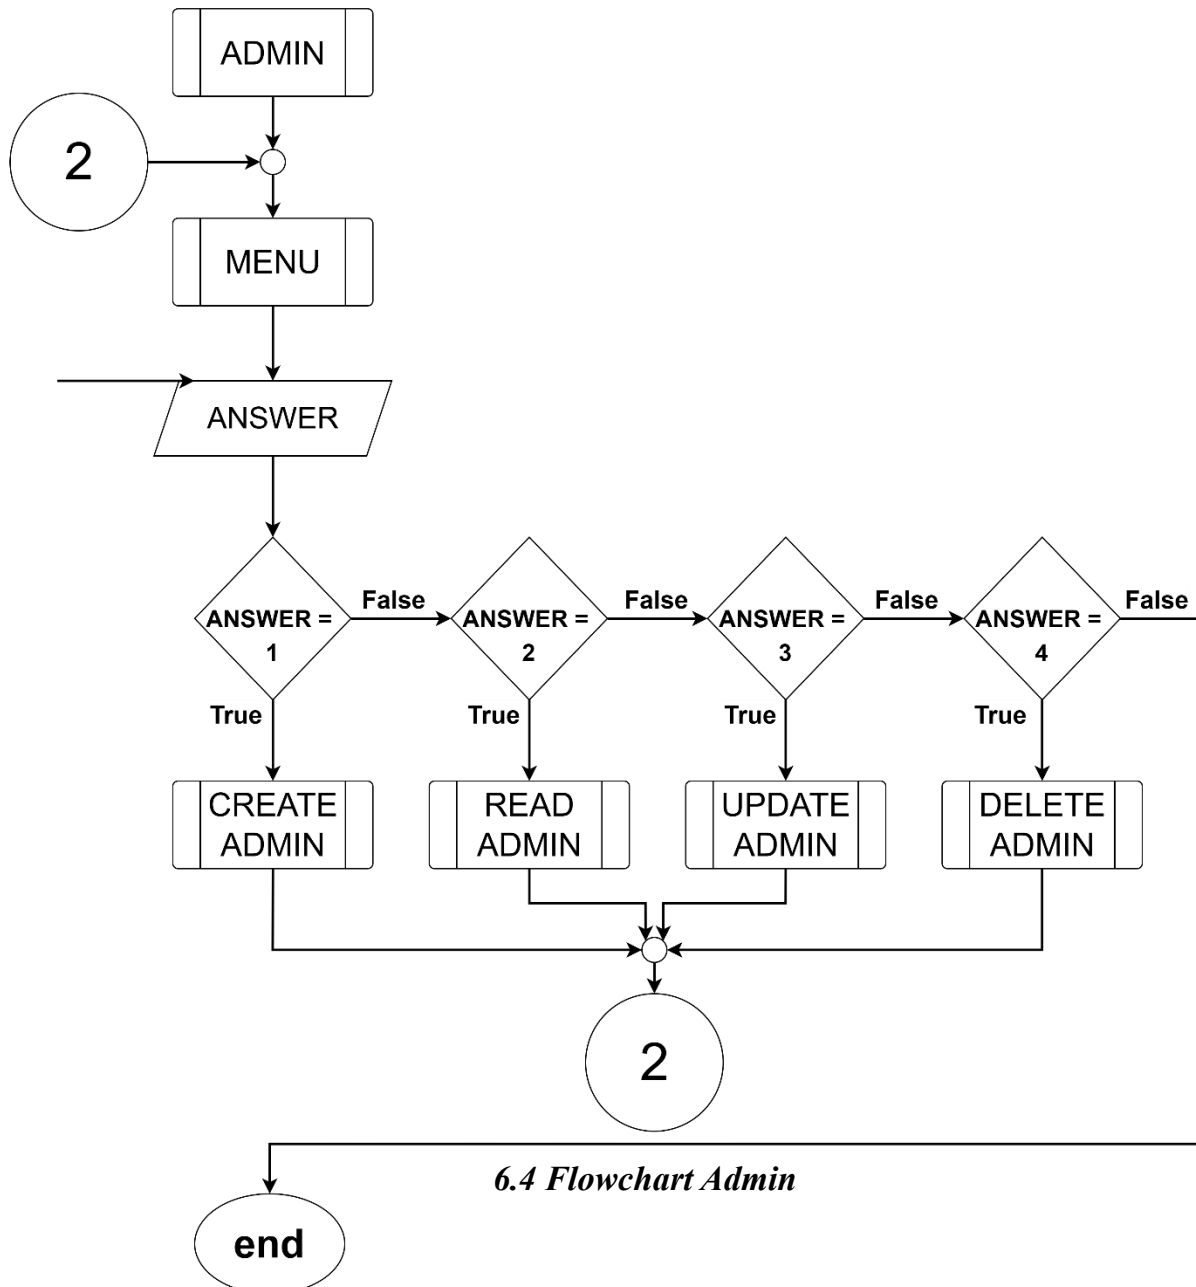 ADMIN
2
MENU
ANSWER
False
False
False
False
ANSWER =
1
ANSWER =
2
ANSWER =
3
ANSWER =
4
True
True
True
True
CREATE
ADMIN
READ
ADMIN
UPDATE
ADMIN
DELETE
ADMIN
2
6.4 Flowchart Admin
end